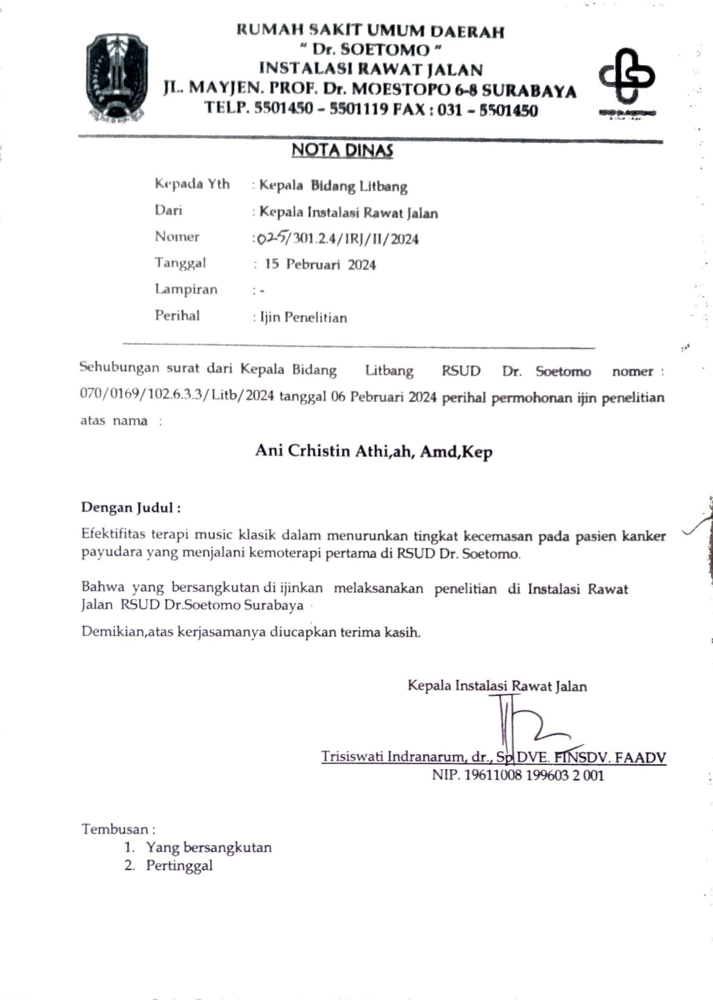 RUMAH SAKIT UMUM DAERAH
" Dr. SOETOMO "
INSTALASI RAWAT JALAN
JL. MAYJEN. PROF. Dr. MOESTOPO 6-8 SURABAYA
TELP. 5501450 – 5501119 FAX : 031 – 5501450
NOTA DINAS
Kepada Yth : Kepala Bidang Litbang
Dari : Kepala Instalasi Rawat Jalan
Nomer :025/301.2.4/IRJ/II/2024
Tanggal : 15 Pebruari 2024
Lampiran : -
Perihal : Ijin Penelitian
Sehubungan surat dari Kepala Bidang Litbang RSUD Dr. Soetomo nomer :
070/0169/102.6.3.3/Litb/2024 tanggal 06 Pebruari 2024 perihal permohonan ijin penelitian
atas nama :
Ani Crhistin Athi,ah, Amd,Kep
Dengan Judul :
Efektifitas terapi music klasik dalam menurunkan tingkat kecemasan pada pasien kanker
payudara yang menjalani kemoterapi pertama di RSUD Dr. Soetomo.
Bahwa yang bersangkutan di ijinkan melaksanakan penelitian di Instalasi Rawat
Jalan RSUD Dr.Soetomo Surabaya
Demikian,atas kerjasamanya diucapkan terima kasih.
Kepala Instalasi Rawat Jalan
Trisiswati Indranarum, dr., Sp DVE. FINSDV. FAADV
NIP. 19611008 199603 2 001
Tembusan :
1. Yang bersangkutan
2. Pertinggal